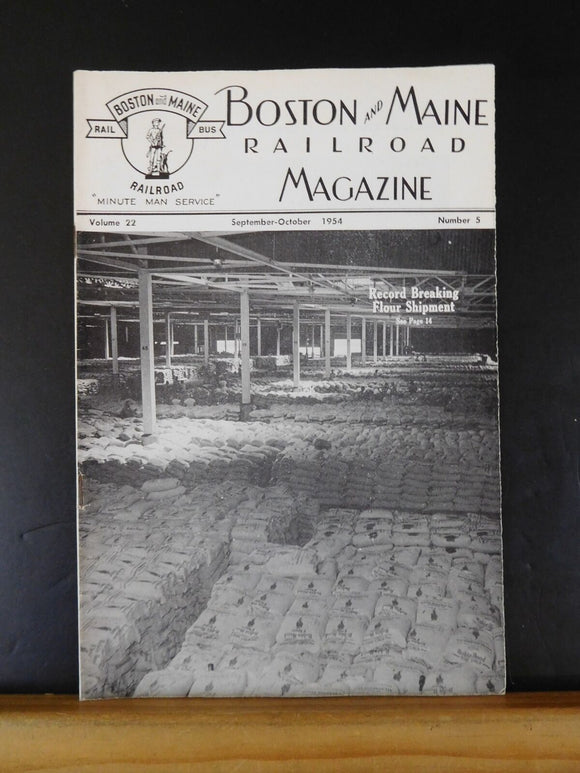 BOSTON and MAINE
RAIL BUS
RAILROAD
"MINUTE MAN SERVICE"
BOSTON AND MAINE
RAILROAD
MAGAZINE
Volume 22 September-October 1954 Number 5
Record Breaking
Flour Shipment
See Page 14